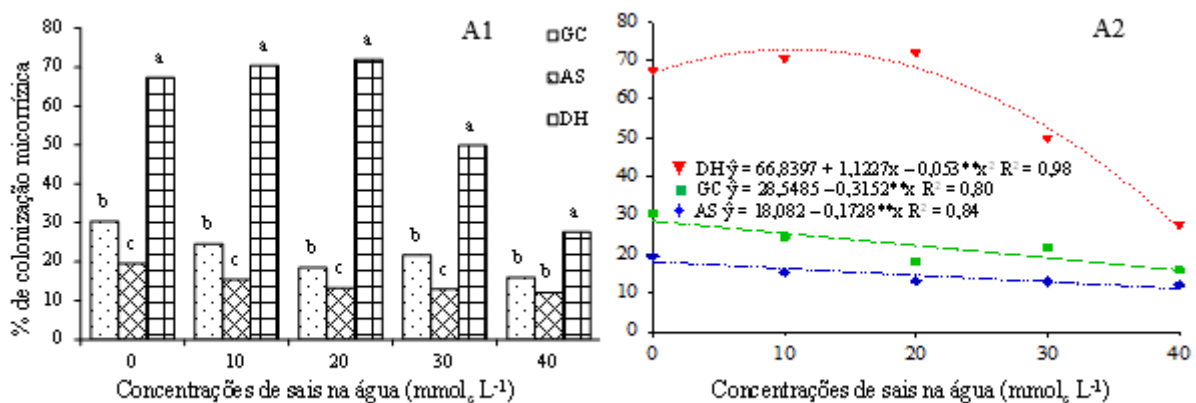 A1
GC
AS
DH
% de colonização micorrízica
80
70
60
50
40
30
20
10
0
b c a
b c a
b c a
b c a
b b a
0 10 20 30 40
Concentrações de sais na água (mmolc L-1)
A2
80
70
60
50
40
30
20
10
0
DH ŷ = 66,8397 + 1,1227x – 0,053**x² R² = 0,98
GC ŷ = 28,5485 – 0,3152**x R² = 0,80
AS ŷ = 18,082 – 0,1728**x R² = 0,84
0 10 20 30 40
Concentrações de sais na água (mmolc L-1)